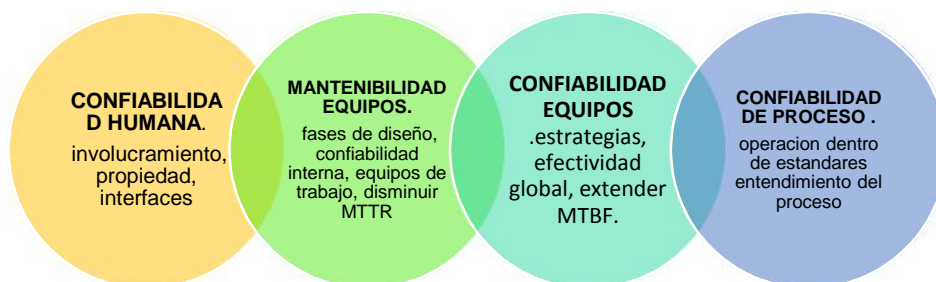 CONFIABILIDA
D HUMANA.
involucramiento,
propiedad,
interfaces
MANTENIBILIDAD
EQUIPOS.
fases de diseño,
confiabilidad
interna, equipos de
trabajo, disminuir
MTTR
CONFIABILIDAD
EQUIPOS
.estrategias,
efectividad
global, extender
MTBF.
CONFIABILIDAD
DE PROCESO .
operacion dentro
de estandares
entendimiento del
proceso